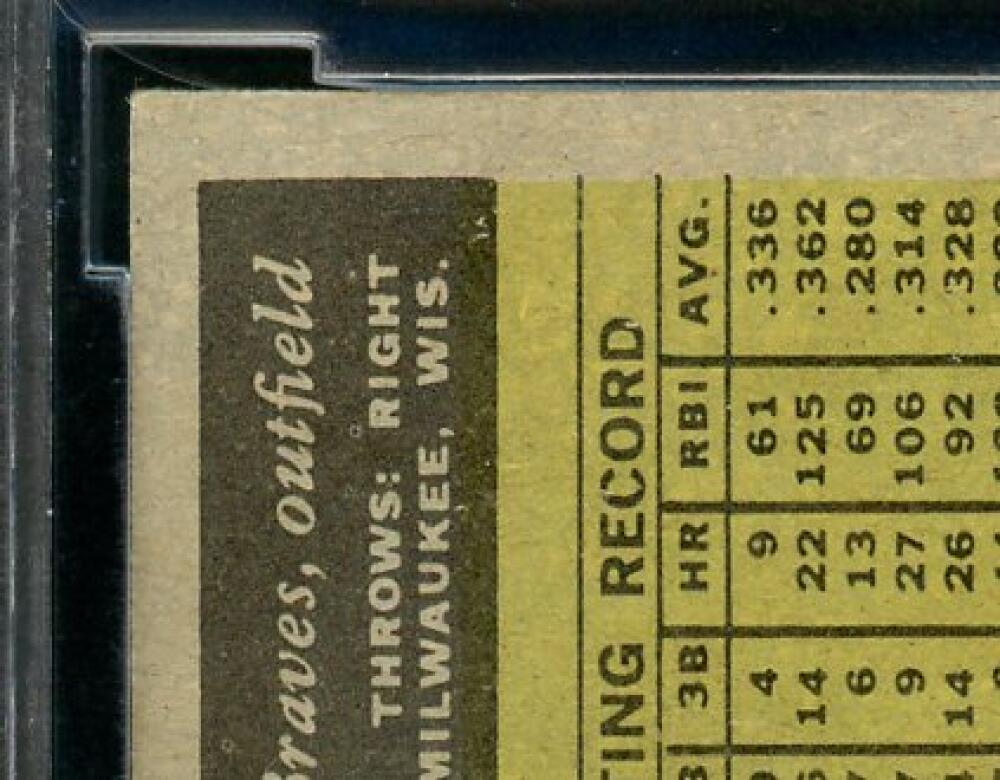 Braves, outfield
THROWS: RIGHT
MILWAUKEE, WIS.
TING RECORD
3B HR RBI AVG.
4 9 61 .336
14 22 125 .362
6 13 69 .280
9 27 106 .314
14 26 92 .328